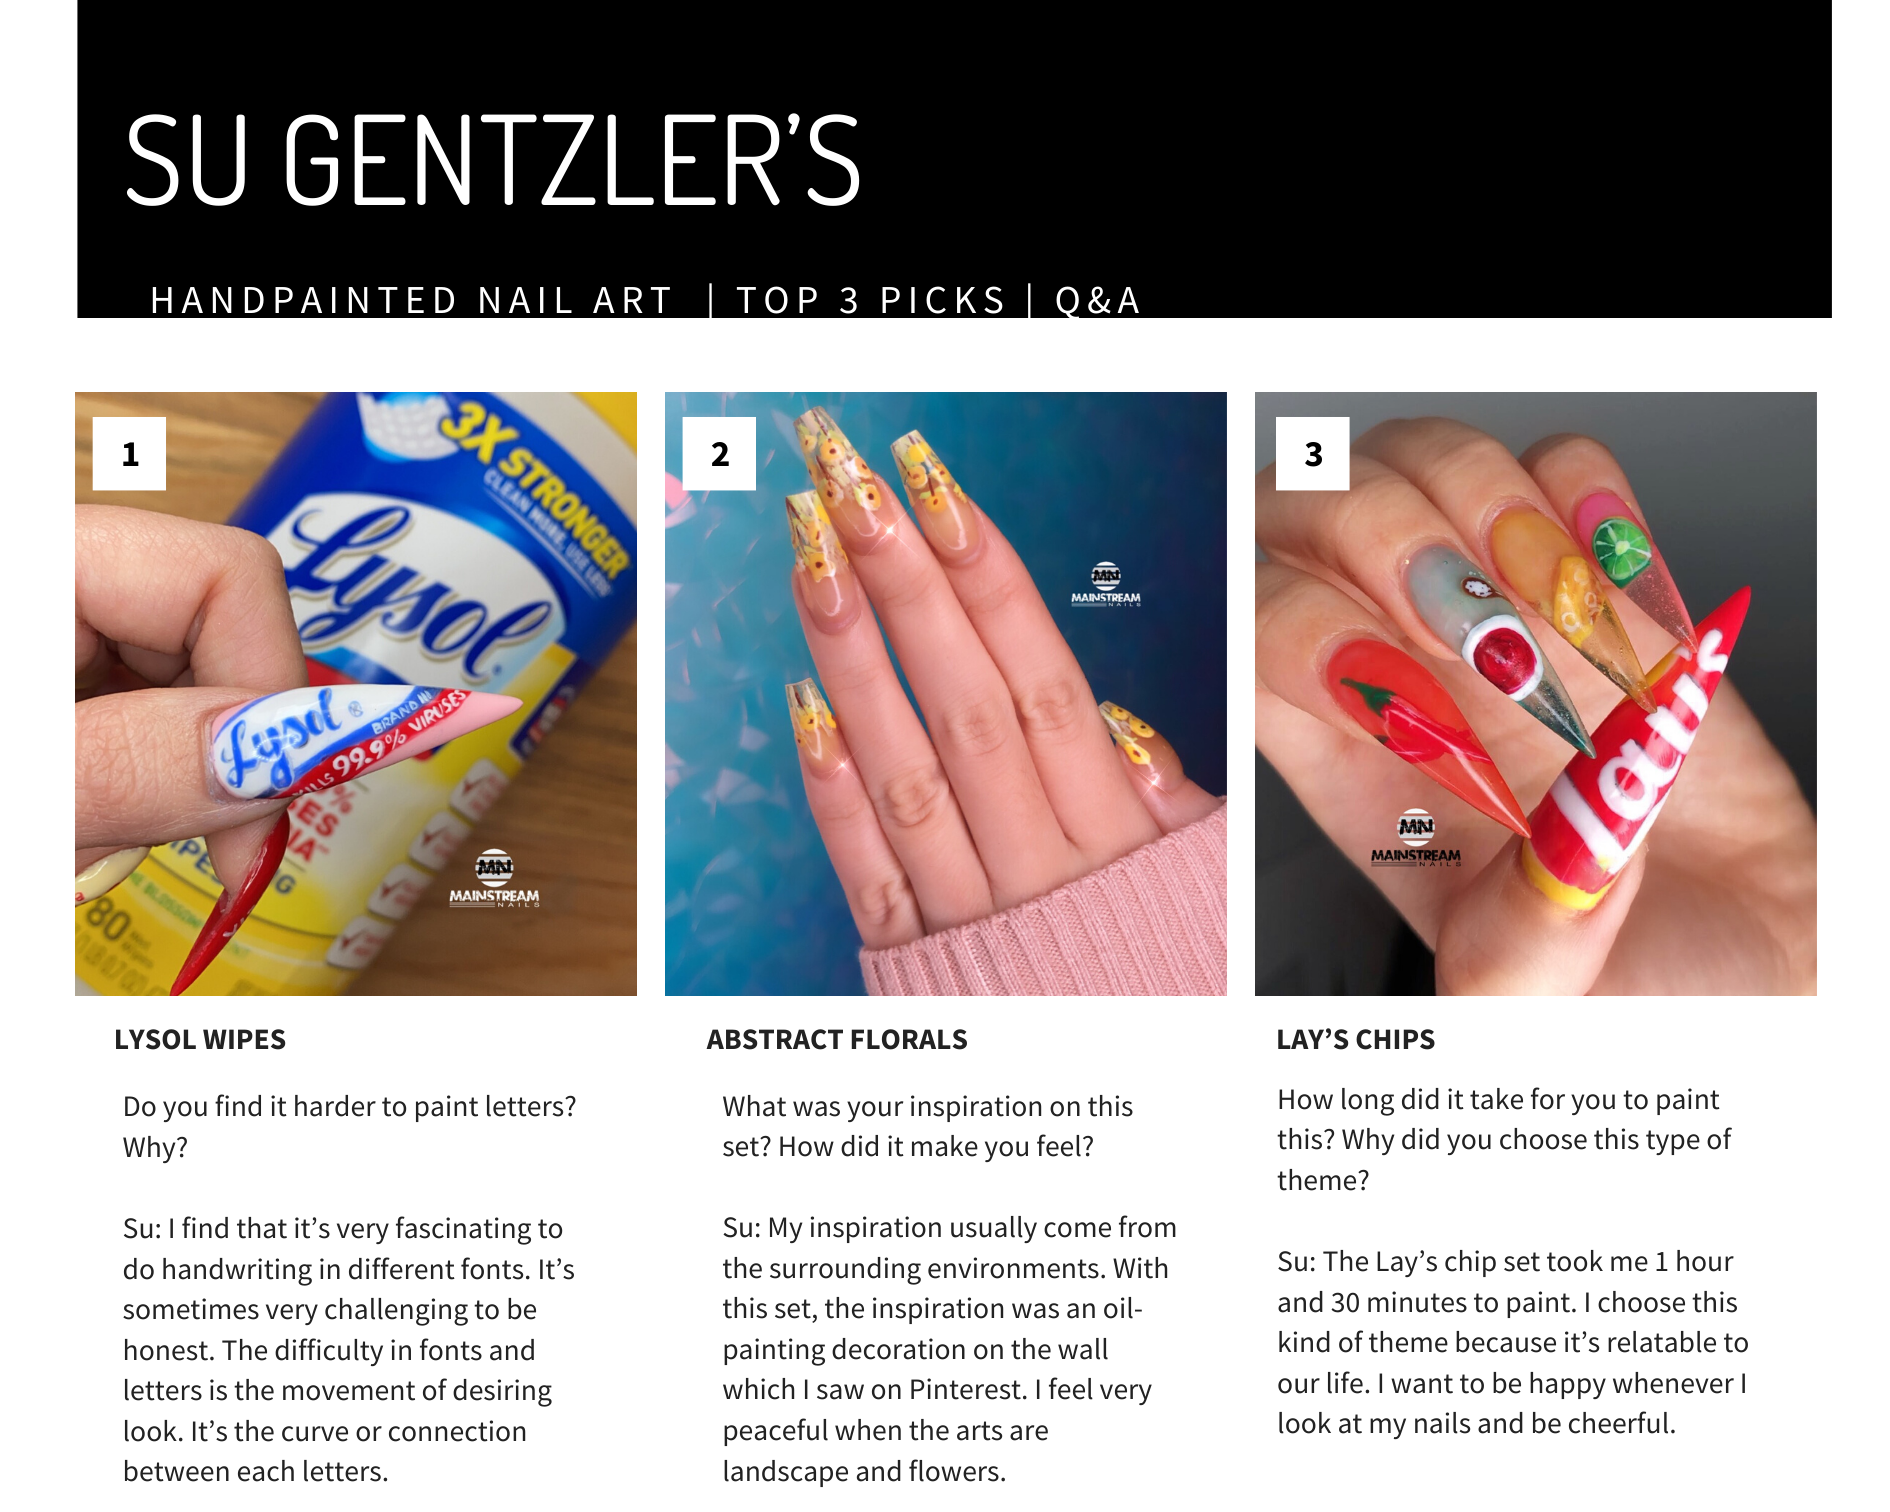 SU GENTZLER’S
HANDPAINTED NAIL ART | TOP 3 PICKS | Q&A
1
3X STRONGER
CLEAN MORE, USE LESS
Lysol
Lysol ®
BRAND III
KILLS 99.9% VIRUSES
80
MN
MAINSTREAM
NAILS
2
MN
MAINSTREAM
NAILS
3
Lay's
MN
MAINSTREAM
NAILS
LYSOL WIPES
Do you find it harder to paint letters?
Why?
Su: I find that it’s very fascinating to
do handwriting in different fonts. It’s
sometimes very challenging to be
honest. The difficulty in fonts and
letters is the movement of desiring
look. It’s the curve or connection
between each letters.
ABSTRACT FLORALS
What was your inspiration on this
set? How did it make you feel?
Su: My inspiration usually come from
the surrounding environments. With
this set, the inspiration was an oil-
painting decoration on the wall
which I saw on Pinterest. I feel very
peaceful when the arts are
landscape and flowers.
LAY’S CHIPS
How long did it take for you to paint
this? Why did you choose this type of
theme?
Su: The Lay’s chip set took me 1 hour
and 30 minutes to paint. I choose this
kind of theme because it’s relatable to
our life. I want to be happy whenever I
look at my nails and be cheerful.